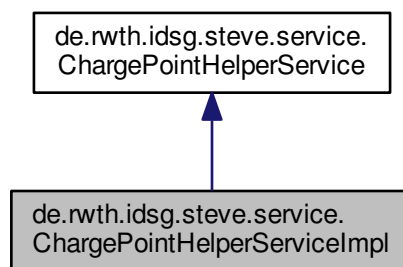 de.rwth.idsg.steve.service.
ChargePointHelperService
de.rwth.idsg.steve.service.
ChargePointHelperServiceImpl